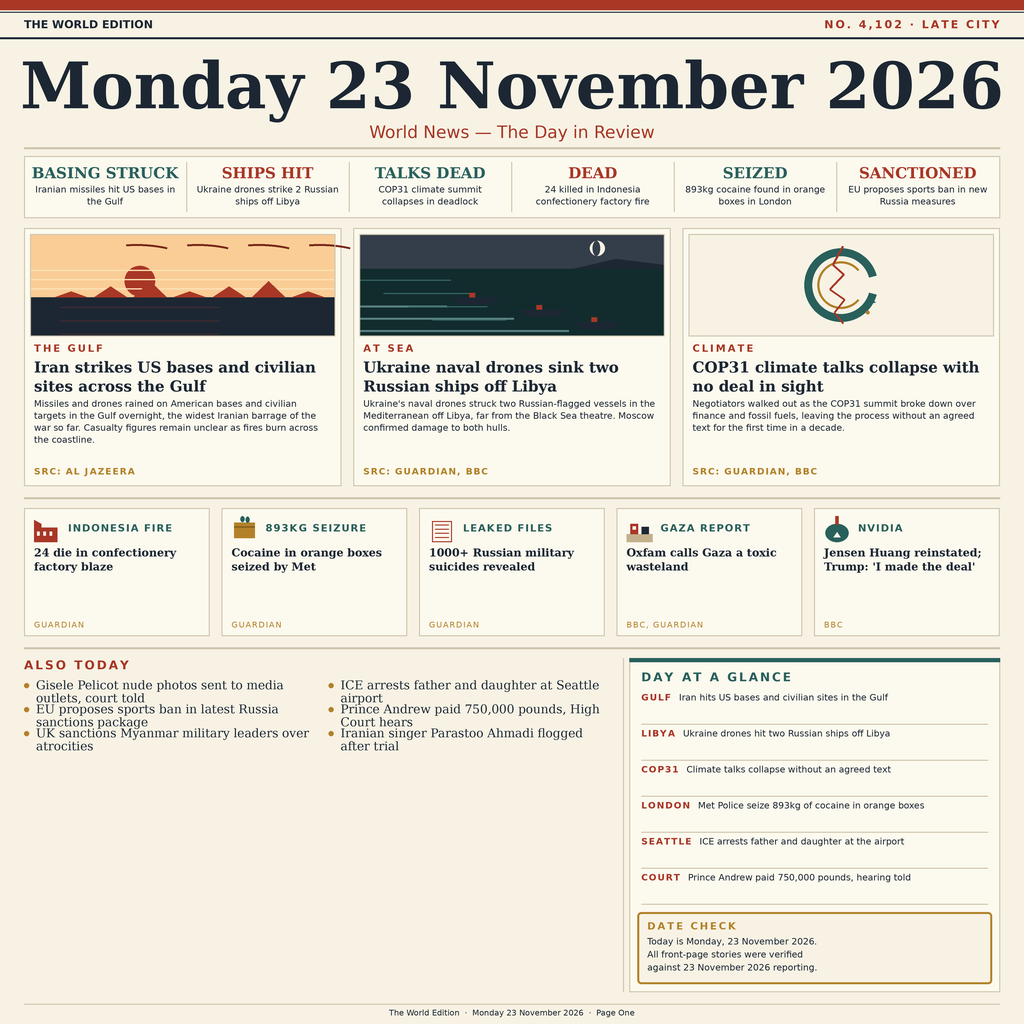 THE WORLD EDITION
NO. 4,102 · LATE CITY
Monday 23 November 2026
World News — The Day in Review
BASING STRUCK
Iranian missiles hit US bases in
the Gulf
SHIPS HIT
Ukraine drones strike 2 Russian
ships off Libya
TALKS DEAD
COP31 climate summit
collapses in deadlock
DEAD
24 killed in Indonesia
confectionery factory fire
SEIZED
893kg cocaine found in orange
boxes in London
SANCTIONED
EU proposes sports ban in new
Russia measures
THE GULF
Iran strikes US bases and civilian
sites across the Gulf
Missiles and drones rained on American bases and civilian
targets in the Gulf overnight, the widest Iranian barrage of the
war so far. Casualty figures remain unclear as fires burn across
the coastline.
SRC: AL JAZEERA
AT SEA
Ukraine naval drones sink two
Russian ships off Libya
Ukraine's naval drones struck two Russian-flagged vessels in the
Mediterranean off Libya, far from the Black Sea theatre. Moscow
confirmed damage to both hulls.
SRC: GUARDIAN, BBC
CLIMATE
COP31 climate talks collapse with
no deal in sight
Negotiators walked out as the COP31 summit broke down over
finance and fossil fuels, leaving the process without an agreed
text for the first time in a decade.
SRC: GUARDIAN, BBC
INDONESIA FIRE
24 die in confectionery
factory blaze
GUARDIAN
893KG SEIZURE
Cocaine in orange boxes
seized by Met
GUARDIAN
LEAKED FILES
1000+ Russian military
suicides revealed
GUARDIAN
GAZA REPORT
Oxfam calls Gaza a toxic
wasteland
BBC, GUARDIAN
NVIDIA
Jensen Huang reinstated;
Trump: 'I made the deal'
BBC
ALSO TODAY
Gisele Pelicot nude photos sent to media
outlets, court told
EU proposes sports ban in latest Russia
sanctions package
UK sanctions Myanmar military leaders over
atrocities
ICE arrests father and daughter at Seattle
airport
Prince Andrew paid 750,000 pounds, High
Court hears
Iranian singer Parastoo Ahmadi flogged
after trial
DAY AT A GLANCE
GULF Iran hits US bases and civilian sites in the Gulf
LIBYA Ukraine drones hit two Russian ships off Libya
COP31 Climate talks collapse without an agreed text
LONDON Met Police seize 893kg of cocaine in orange boxes
SEATTLE ICE arrests father and daughter at the airport
COURT Prince Andrew paid 750,000 pounds, hearing told
DATE CHECK
Today is Monday, 23 November 2026.
All front-page stories were verified
against 23 November 2026 reporting.
The World Edition · Monday 23 November 2026 · Page One